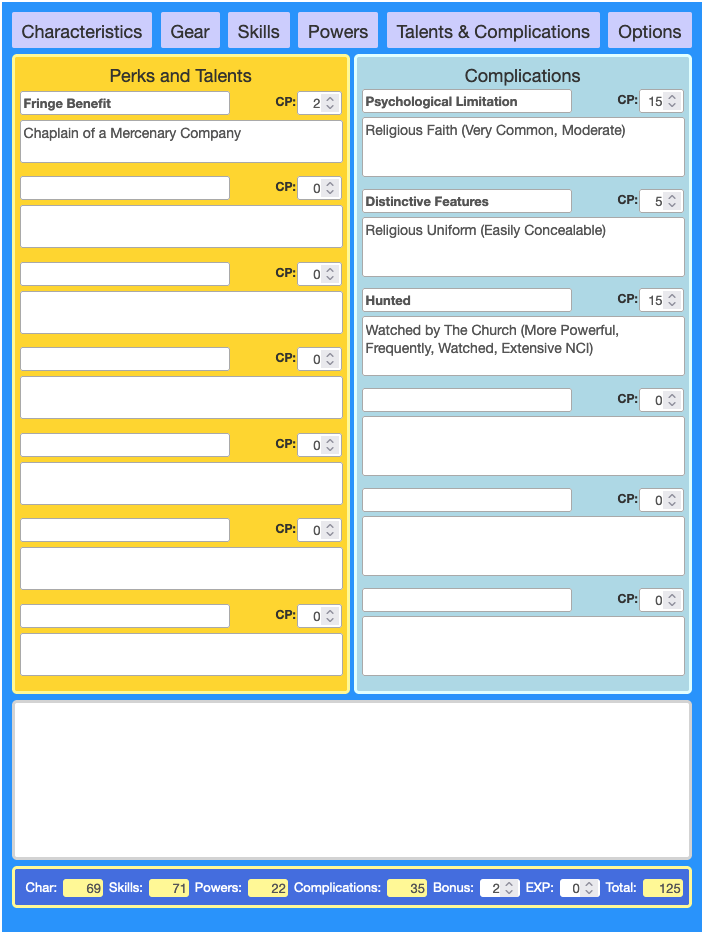 Characteristics Gear Skills Powers Talents & Complications Options
Perks and Talents
Fringe Benefit CP: 2
Chaplain of a Mercenary Company
CP: 0
CP: 0
CP: 0
CP: 0
CP: 0
CP: 0
Complications
Psychological Limitation CP: 15
Religious Faith (Very Common, Moderate)
Distinctive Features CP: 5
Religious Uniform (Easily Concealable)
Hunted CP: 15
Watched by The Church (More Powerful,
Frequently, Watched, Extensive NCI)
CP: 0
CP: 0
CP: 0
Char: 69 Skills: 71 Powers: 22 Complications: 35 Bonus: 2 EXP: 0 Total: 125